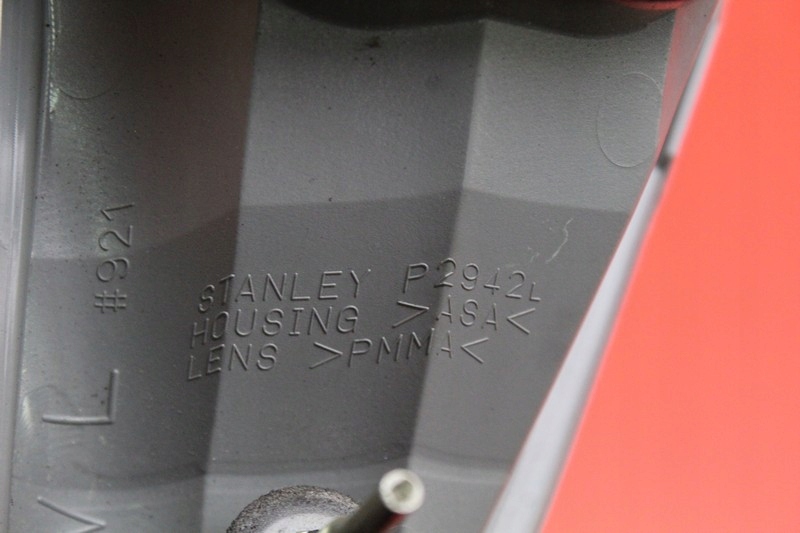 STANLEY P2942L
HOUSING >ASA<
LENS >PMMA<
#921
L